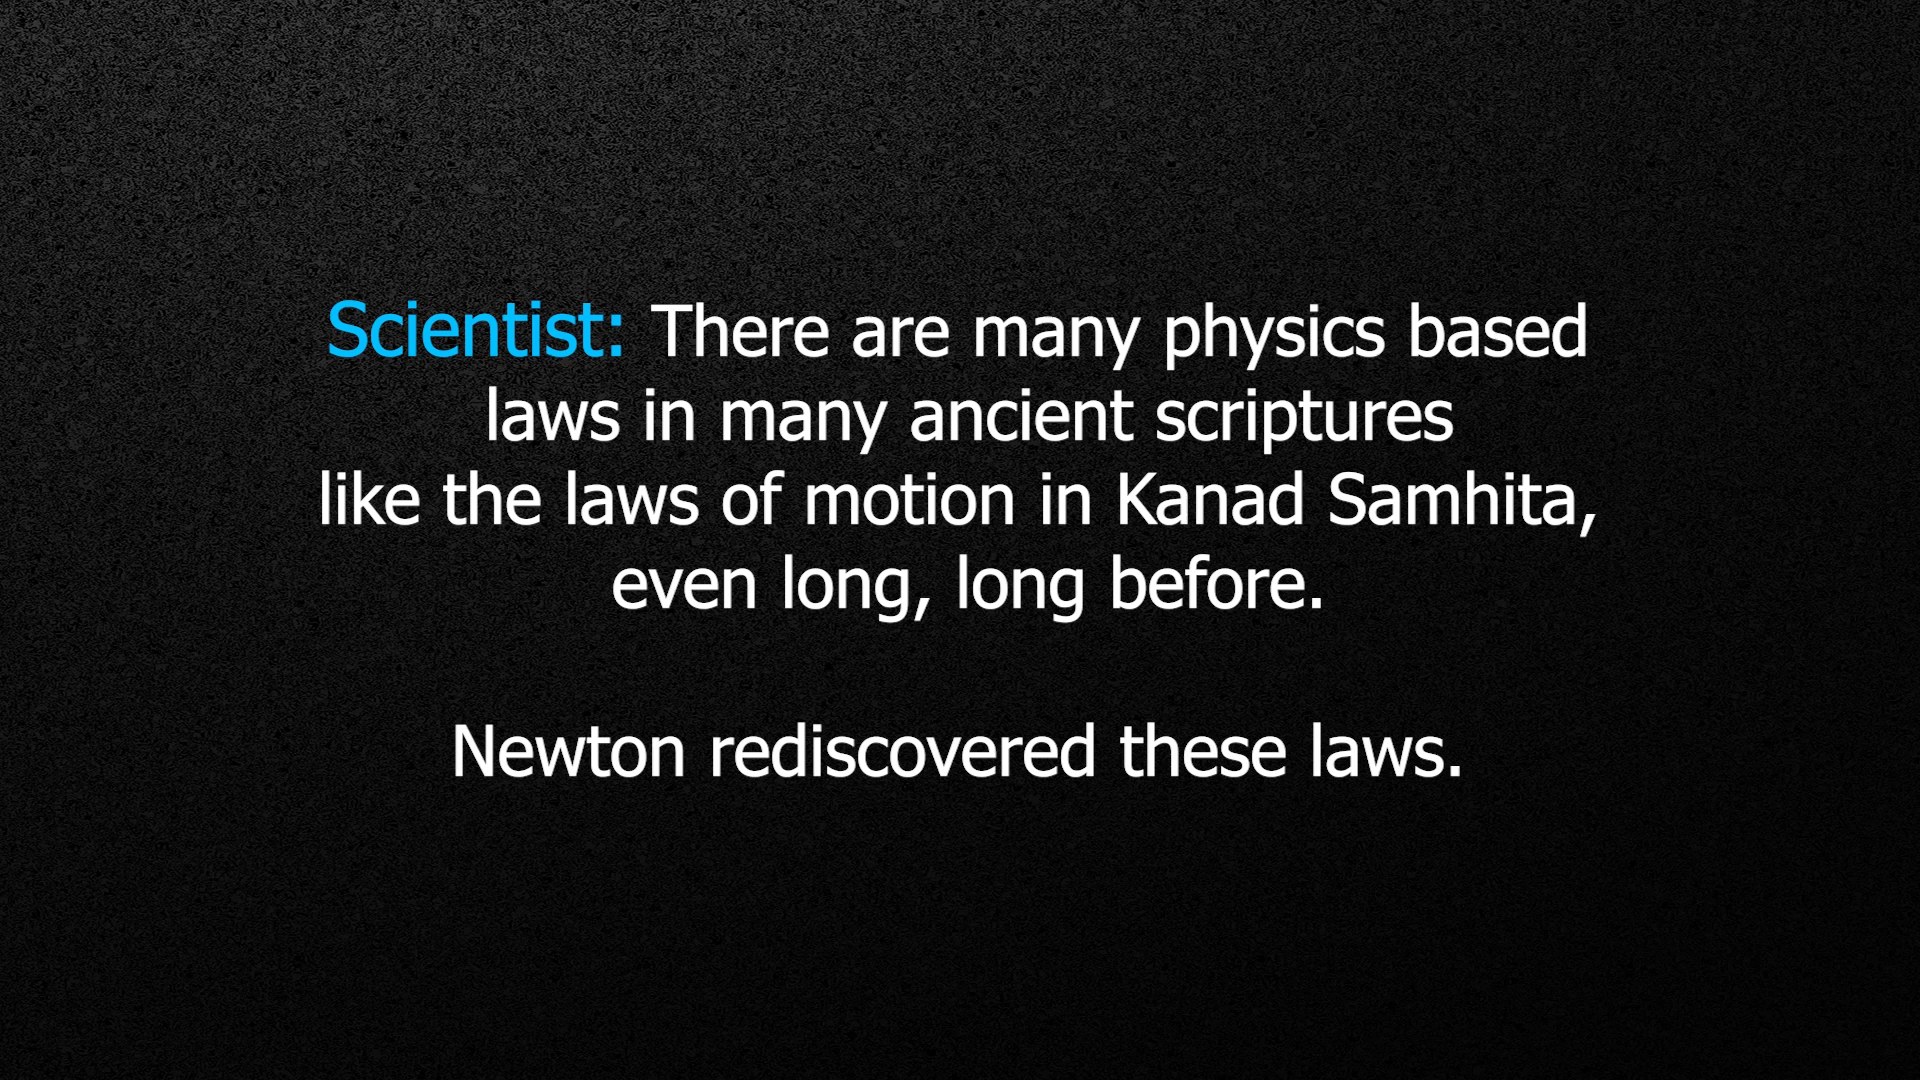 Scientist: There are many physics based
laws in many ancient scriptures
like the laws of motion in Kanad Samhita,
even long, long before.
Newton rediscovered these laws.